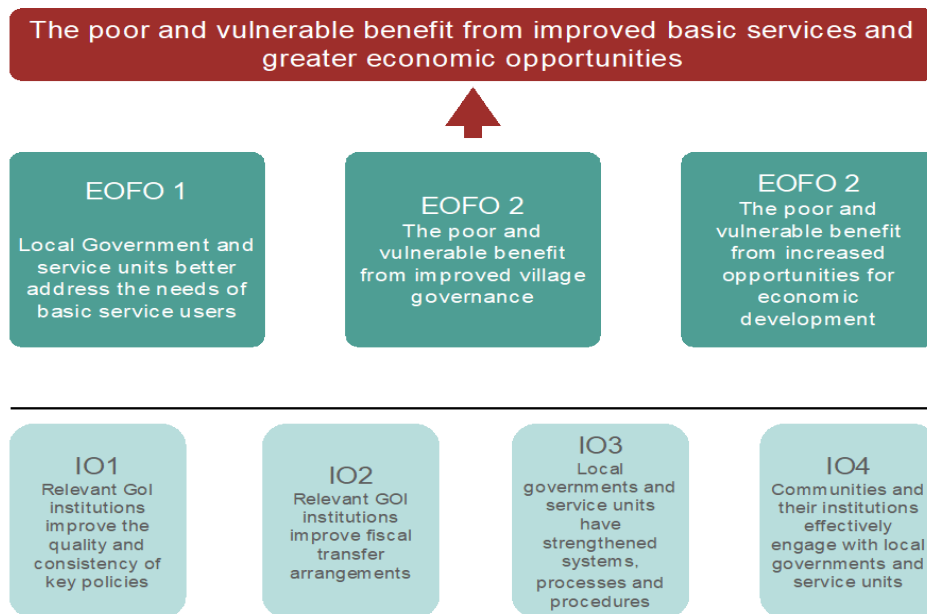 The poor and vulnerable benefit from improved basic services and
greater economic opportunities
EOFO 1
Local Government and
service units better
address the needs of
basic service users
EOFO 2
The poor and
vulnerable benefit
from improved village
governance
EOFO 2
The poor and
vulnerable benefit
from increased
opportunities for
economic
development
IO1
Relevant GoI
institutions
improve the
quality and
consistency of
key policies
IO2
Relevant GOI
institutions
improve fiscal
transfer
arrangements
IO3
Local
governments and
service units
have
strengthened
systems,
processes and
procedures
IO4
Communities and
their institutions
effectively
engage with local
governments and
service units